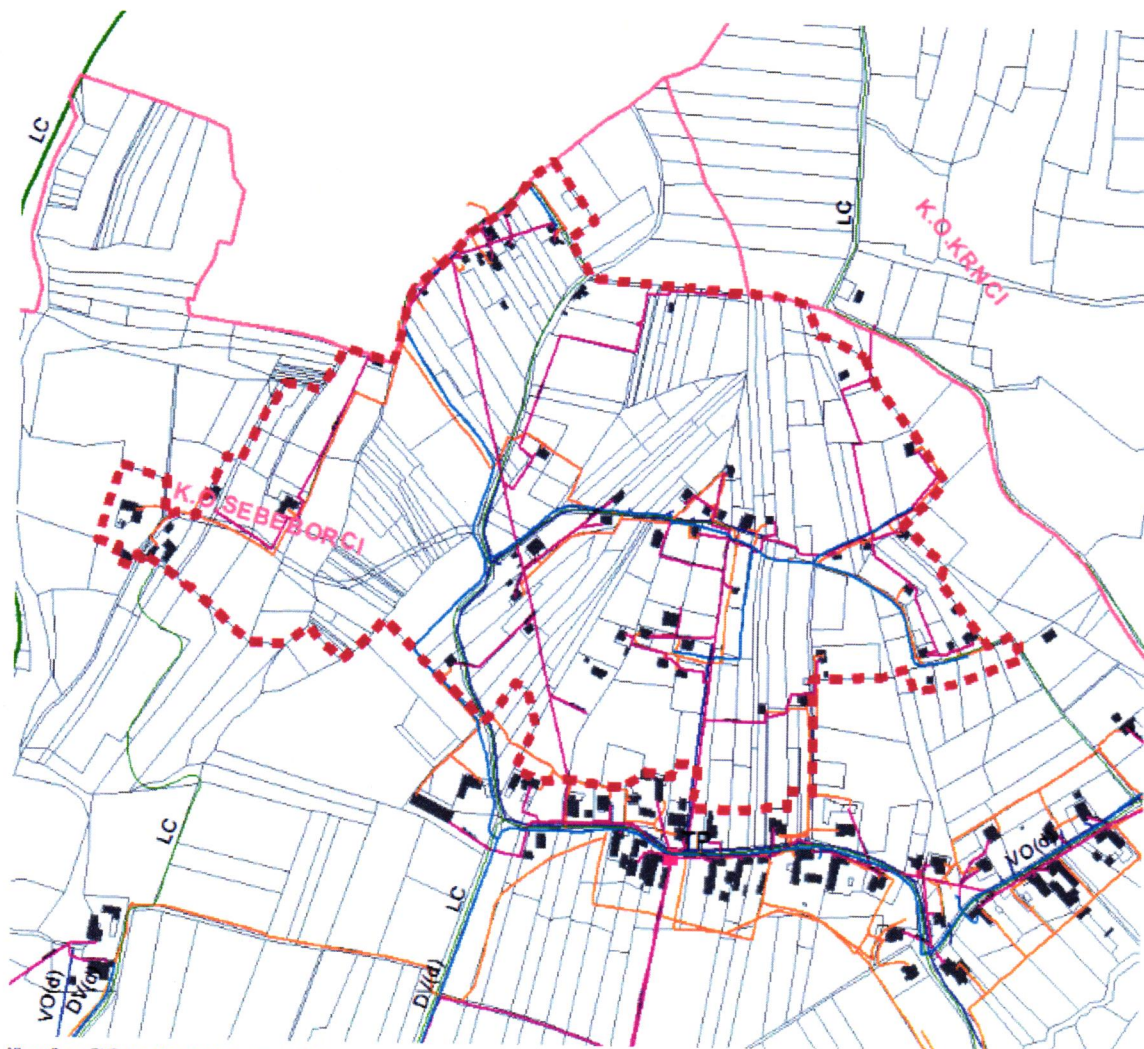 LC
LC
K.O.KRNCI
K.O.SEBEBORCI
TP
LC
LC
VO(d)
DV(d)
VO(d)
DV(d)